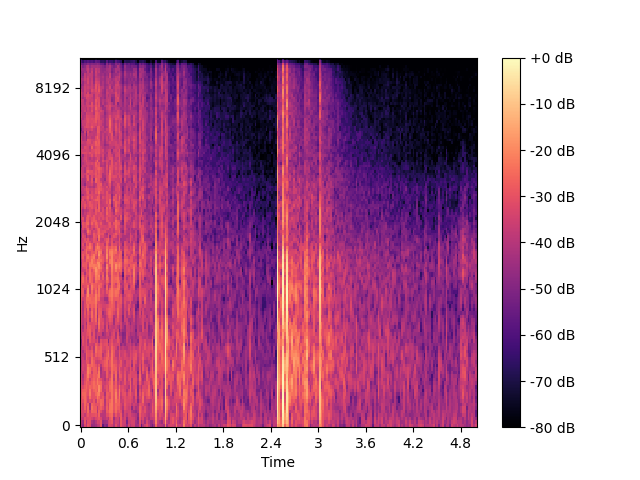 8192
4096
2048
1024
512
0
Hz
0 0.6 1.2 1.8 2.4 3 3.6 4.2 4.8
Time
+0 dB
-10 dB
-20 dB
-30 dB
-40 dB
-50 dB
-60 dB
-70 dB
-80 dB